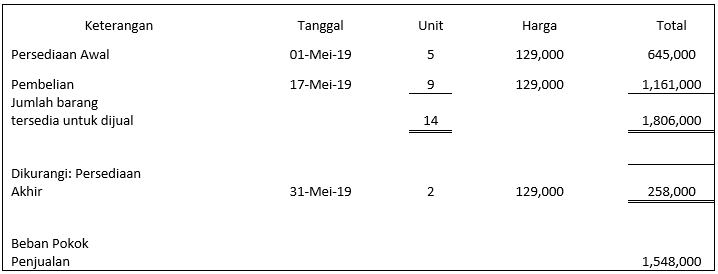 Keterangan Tanggal Unit Harga Total
Persediaan Awal 01-Mei-19 5 129,000 645,000
Pembelian 17-Mei-19 9 129,000 1,161,000
Jumlah barang
tersedia untuk dijual 14 1,806,000
Dikurangi: Persediaan
Akhir 31-Mei-19 2 129,000 258,000
Beban Pokok
Penjualan 1,548,000